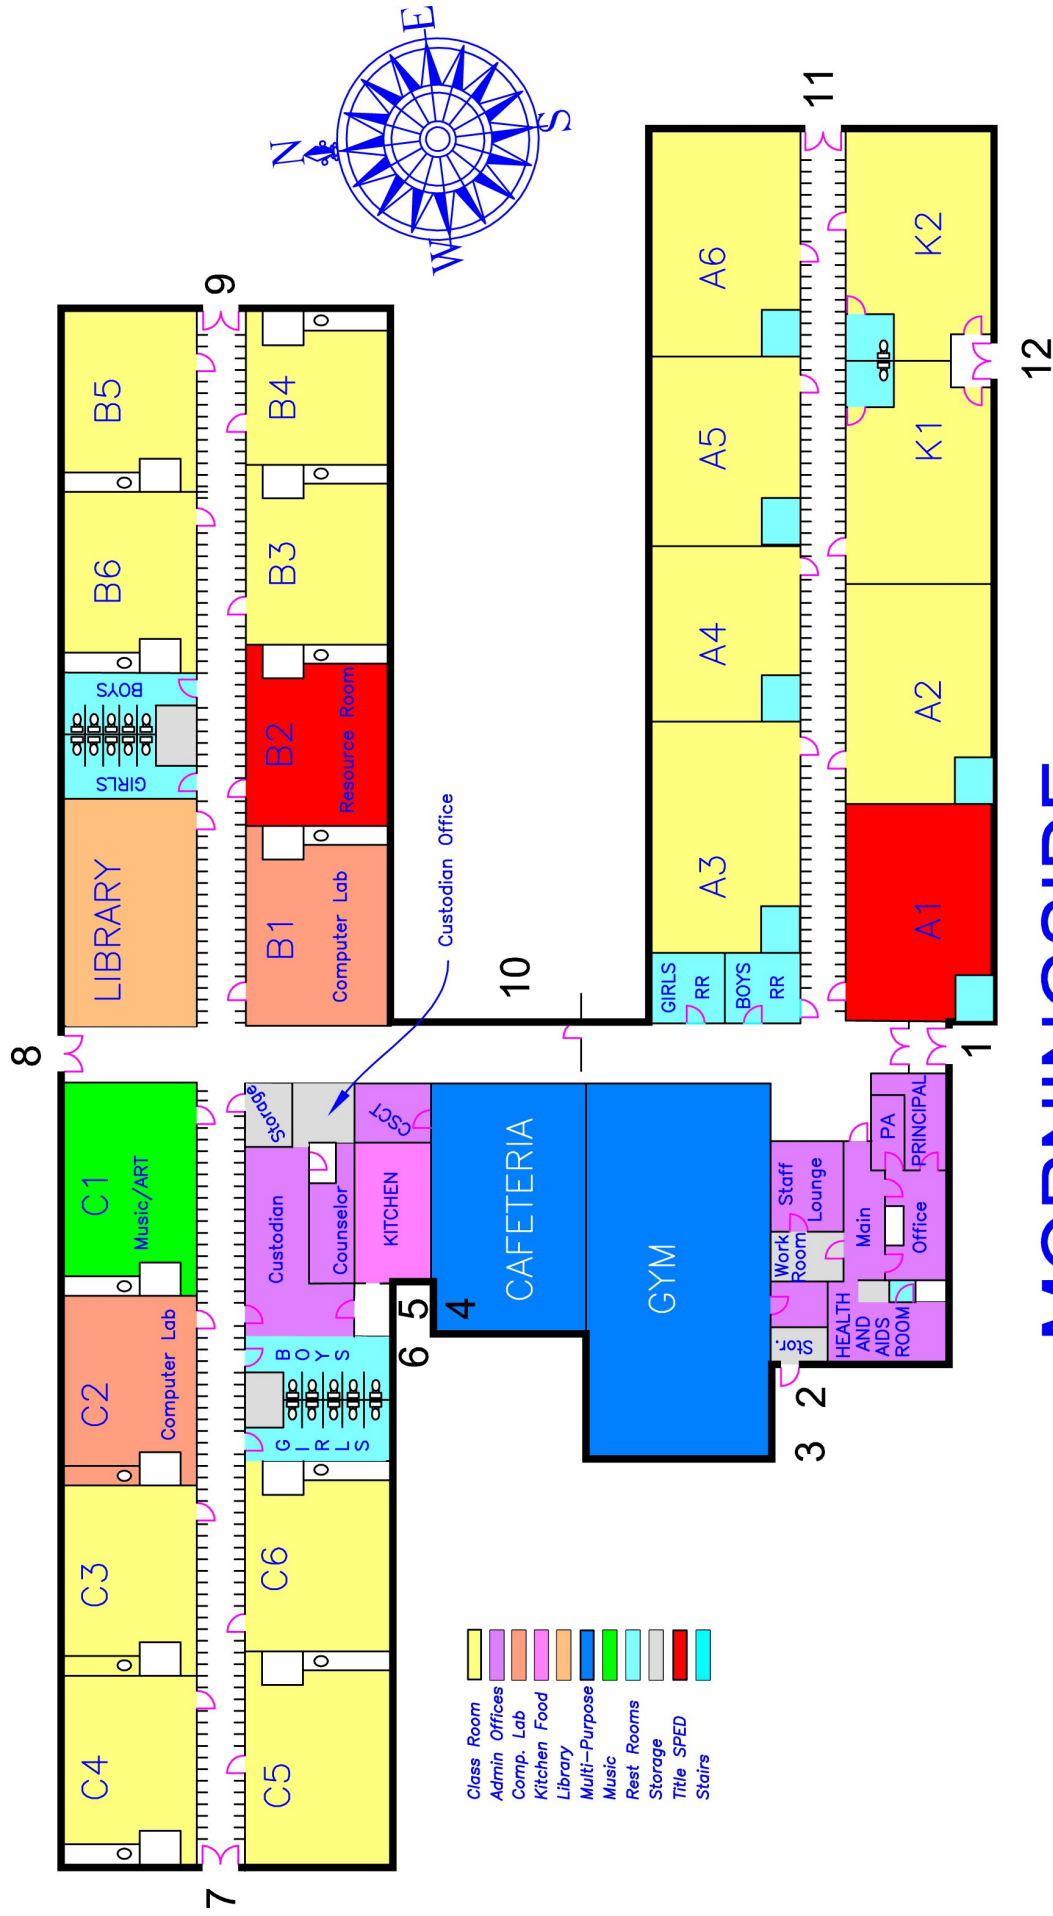 8
9
7
10
11
12
1
2
3
4
5
6
N
E
S
W
C4
C3
C2
Computer Lab
C1
Music/ART
LIBRARY
GIRLS
BOYS
B6
B5
C5
C6
GIRLS
BOYS
Custodian
Storage
Counselor
CSCT
KITCHEN
Custodian Office
B1
Computer Lab
B2
Resource Room
B3
B4
CAFETERIA
GYM
Staff
Lounge
Work
Room
Stor.
HEALTH
AND
AIDS
ROOM
Main
Office
PA
PRINCIPAL
GIRLS
RR
BOYS
RR
A3
A4
A5
A6
A1
A2
K1
K2
Class Room
Admin Offices
Comp. Lab
Kitchen Food
Library
Multi-Purpose
Music
Rest Rooms
Storage
Title SPED
Stairs